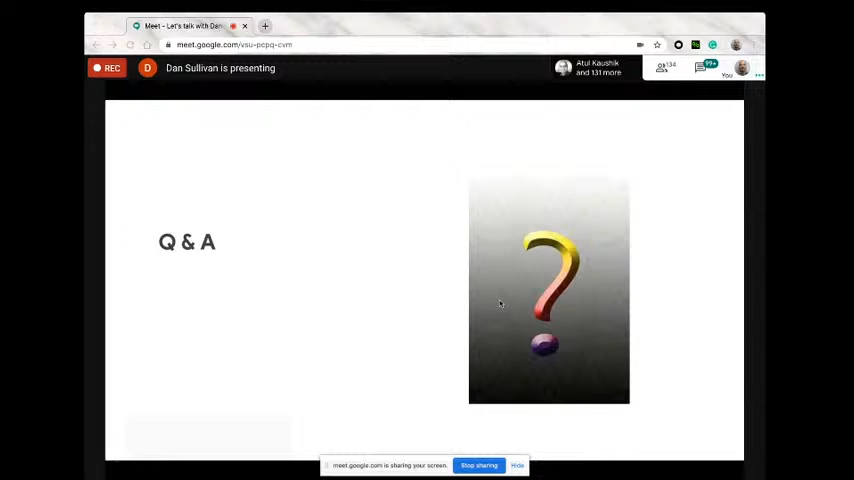 Meet - Let's talk with Dan
meet.google.com/vsu-pcpq-cvm
REC
D
Dan Sullivan is presenting
Atul Kaushik
and 131 more
134
99+
You
Q & A
?
meet.google.com is sharing your screen.
Stop sharing
Hide